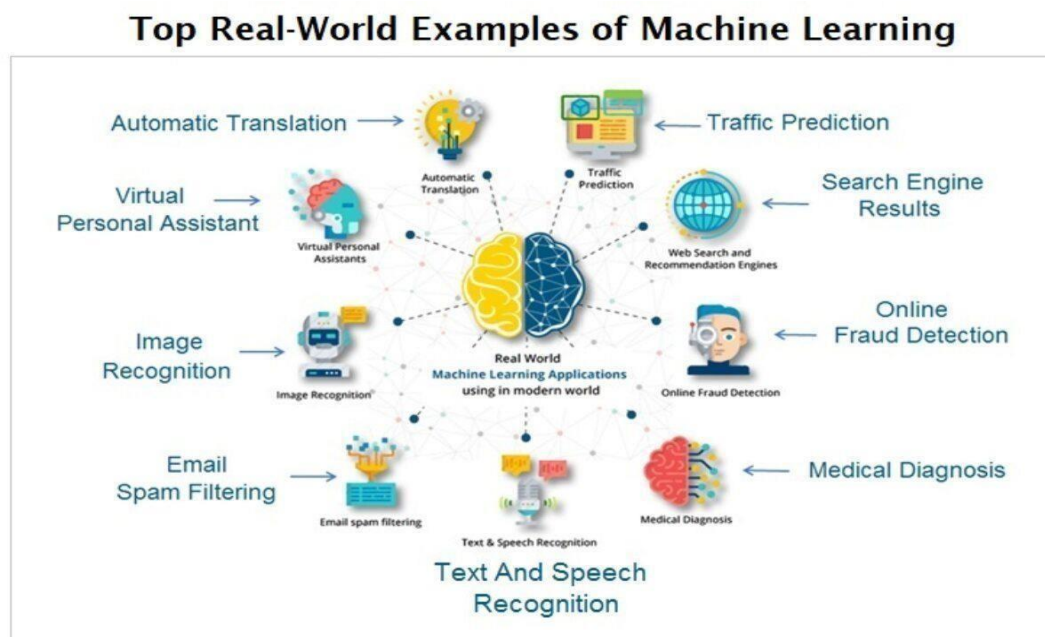 Top Real-World Examples of Machine Learning
Automatic Translation
Automatic
Translation
Traffic
Prediction
Traffic Prediction
Virtual
Personal Assistant
Virtual Personal
Assistants
Web Search and
Recommendation Engines
Search Engine
Results
Image
Recognition
Image Recognition
Real World
Machine Learning Applications
using in modern world
Online Fraud Detection
Online
Fraud Detection
Email
Spam Filtering
Email spam filtering
Text & Speech Recognition
Text And Speech
Recognition
Medical Diagnosis
Medical Diagnosis